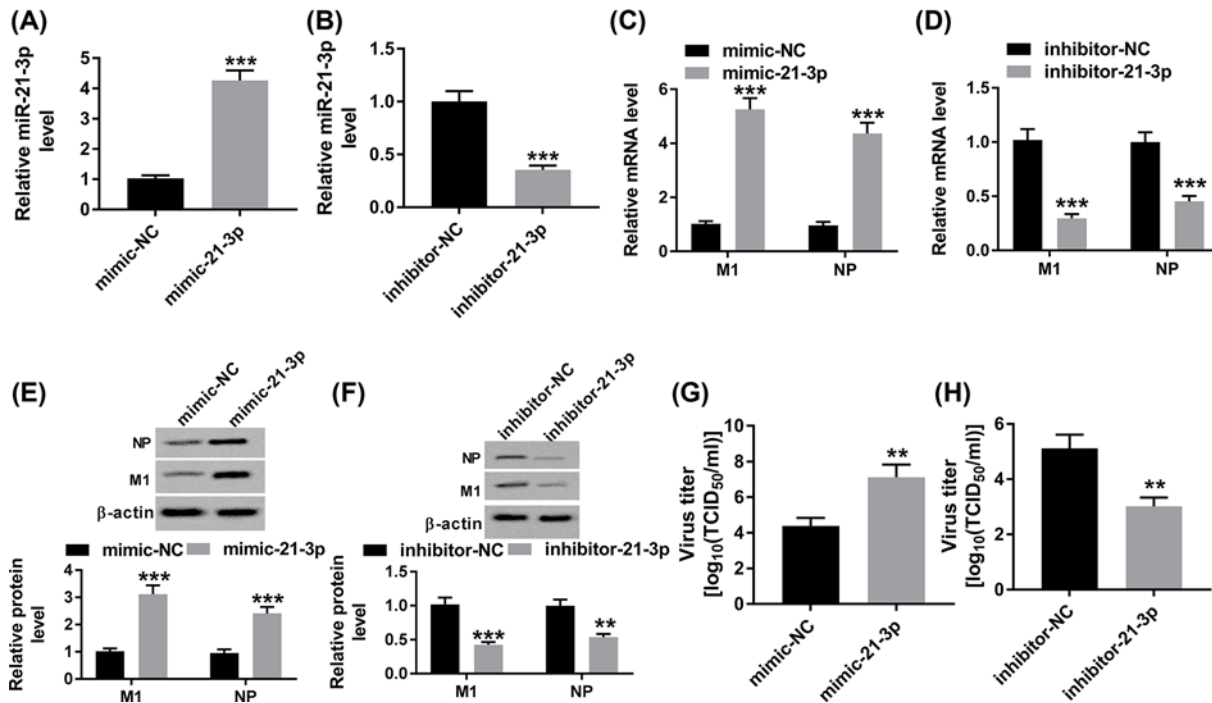 (A)
Relative miR-21-3p
level
5
4
3
2
1
0
***
mimic-NC
mimic-21-3p
(B)
Relative miR-21-3p
level
1.5
1.0
0.5
0.0
***
inhibitor-NC
inhibitor-21-3p
(C)
mimic-NC
mimic-21-3p
Relative mRNA level
6
4
2
0
***
***
M1
NP
(D)
inhibitor-NC
inhibitor-21-3p
Relative mRNA level
1.5
1.0
0.5
0.0
***
***
M1
NP
(E)
mimic-NC
mimic-21-3p
NP
M1
β-actin
mimic-NC
mimic-21-3p
Relative protein
level
4
3
2
1
0
***
***
M1
NP
(F)
inhibitor-NC
inhibitor-21-3p
NP
M1
β-actin
inhibitor-NC
inhibitor-21-3p
Relative protein
level
1.5
1.0
0.5
0.0
***
**
M1
NP
(G)
Virus titer
[log10(TCID50/ml)]
10
8
6
4
2
0
**
mimic-NC
mimic-21-3p
(H)
Virus titer
[log10(TCID50/ml)]
8
6
4
2
0
**
inhibitor-NC
inhibitor-21-3p